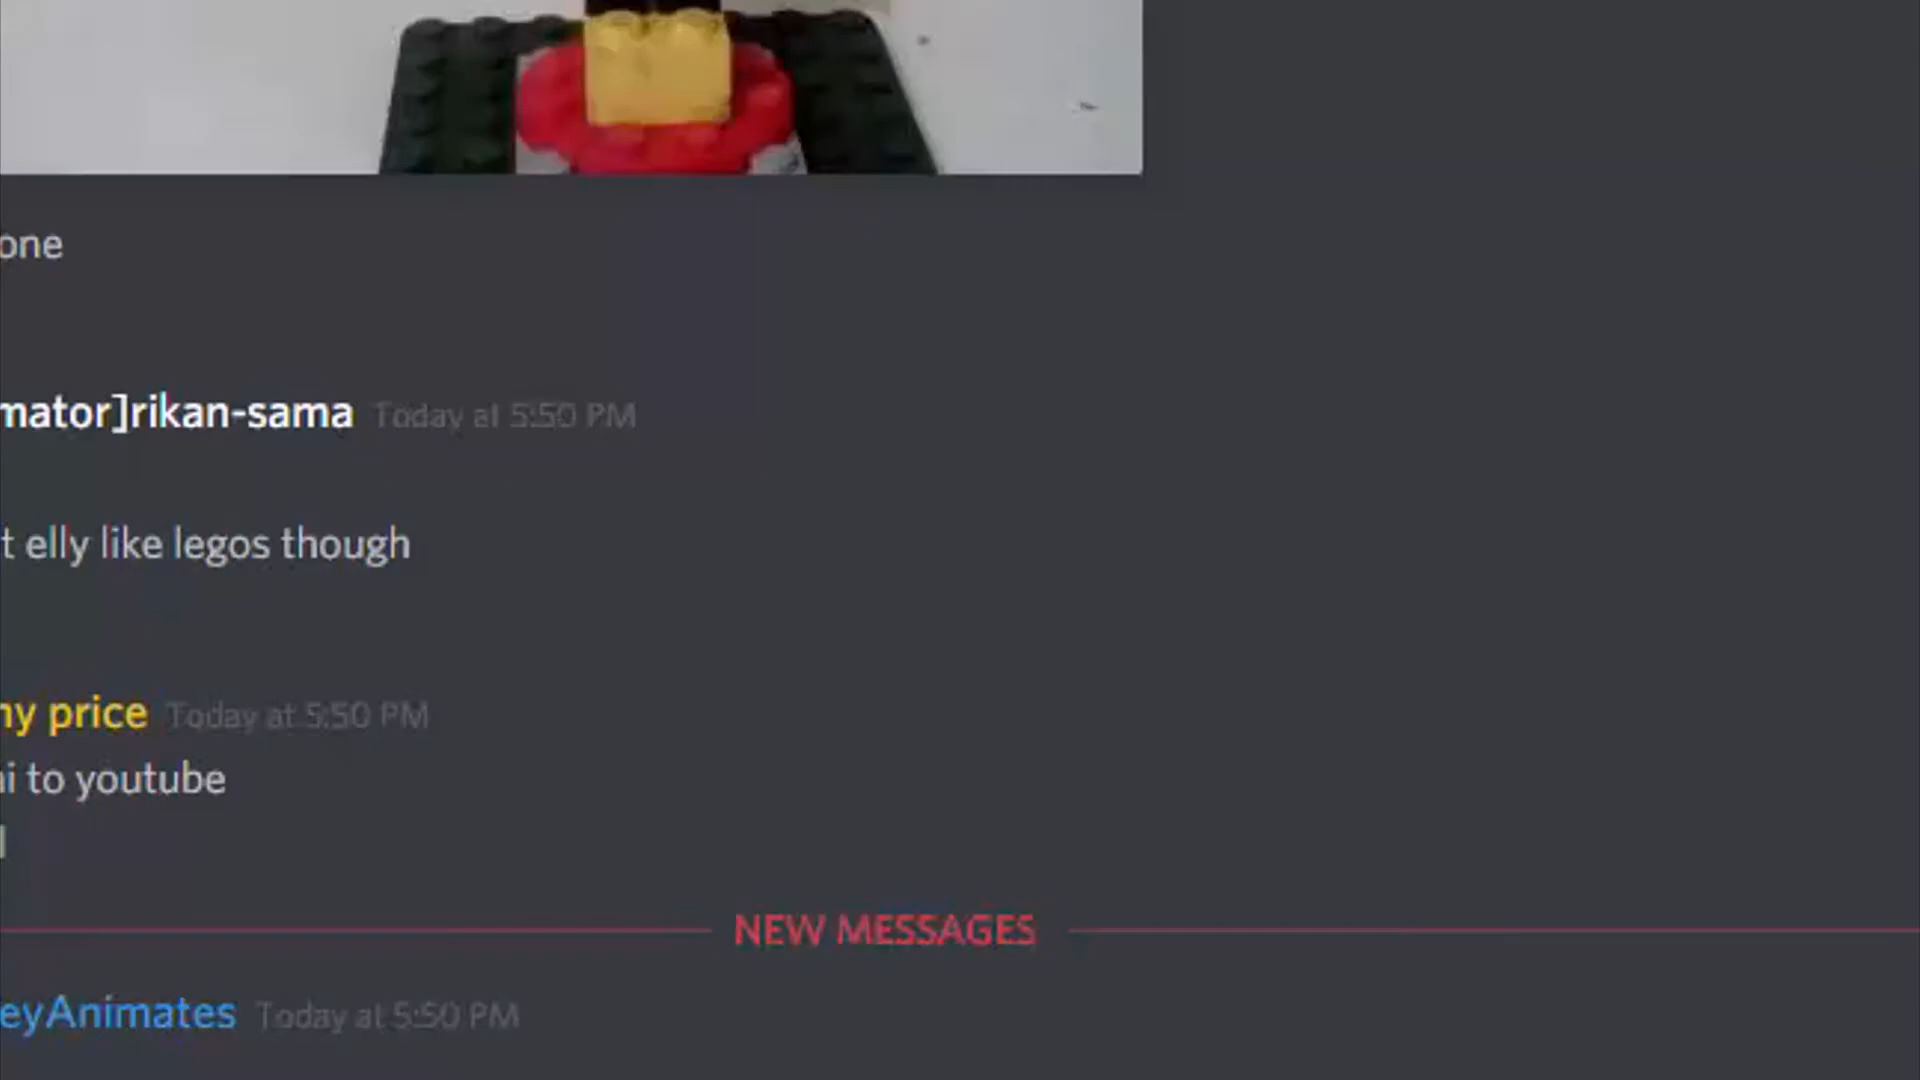 one
mator]rikan-sama Today at 5:50 PM
t elly like legos though
ny price Today at 5:50 PM
i to youtube
NEW MESSAGES
eyAnimates Today at 5:50 PM